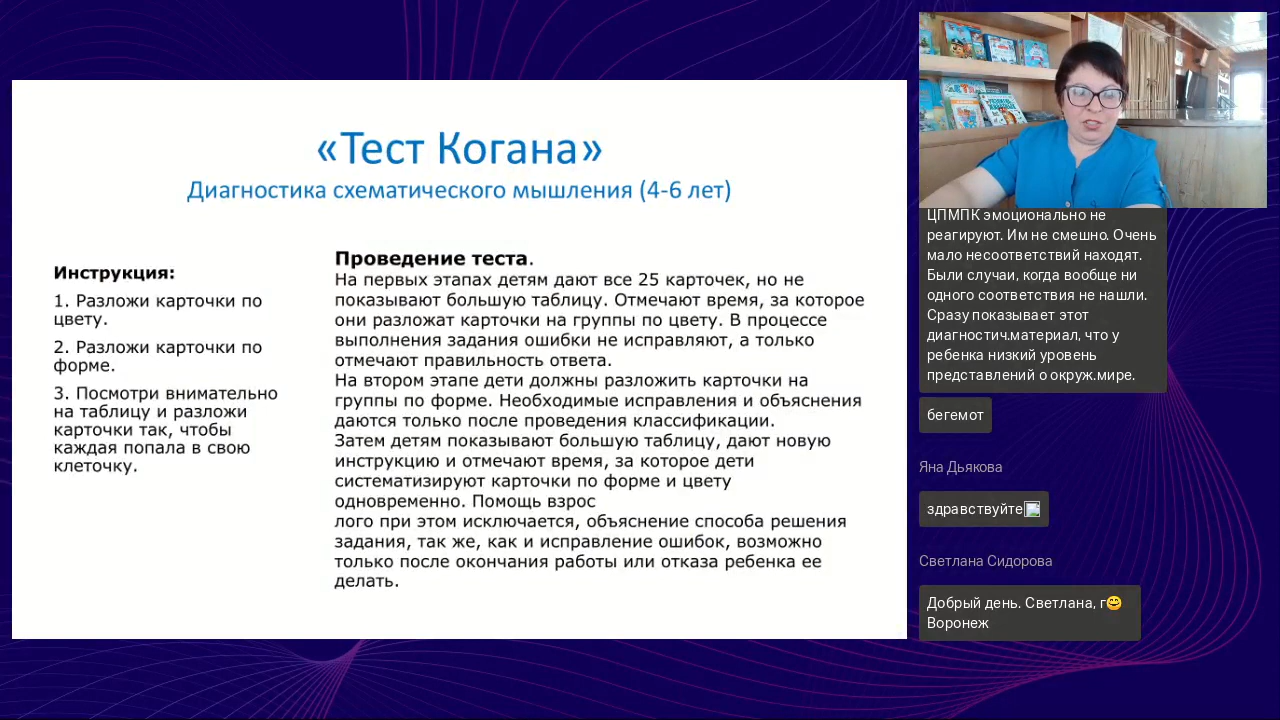 «Тест Когана»
Диагностика схематического мышления (4-6 лет)
Инструкция:
1. Разложи карточки по
цвету.
2. Разложи карточки по
форме.
3. Посмотри внимательно
на таблицу и разложи
карточки так, чтобы
каждая попала в свою
клеточку.
Проведение теста.
На первых этапах детям дают все 25 карточек, но не
показывают большую таблицу. Отмечают время, за которое
они разложат карточки на группы по цвету. В процессе
выполнения задания ошибки не исправляют, а только
отмечают правильность ответа.
На втором этапе дети должны разложить карточки на
группы по форме. Необходимые исправления и объяснения
даются только после проведения классификации.
Затем детям показывают большую таблицу, дают новую
инструкцию и отмечают время, за которое дети
систематизируют карточки по форме и цвету
одновременно. Помощь взрос
лого при этом исключается, объяснение способа решения
задания, так же, как и исправление ошибок, возможно
только после окончания работы или отказа ребенка ее
делать.
ЦПМПК эмоционально не
реагируют. Им не смешно. Очень
мало несоответствий находят.
Были случаи, когда вообще ни
одного соответствия не нашли.
Сразу показывает этот
диагностич.материал, что у
ребенка низкий уровень
представлений о окруж.мире.
бегемот
Яна Дьякова
здравствуйте
Светлана Сидорова
Добрый день. Светлана, г😊
Воронеж